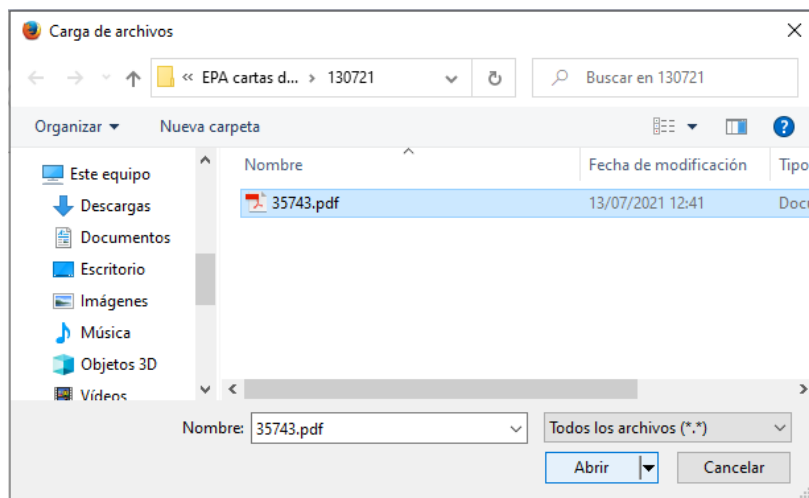 Carga de archivos
« EPA cartas d... › 130721
Buscar en 130721
Organizar
Nueva carpeta
Nombre
Fecha de modificación
Tipo
35743.pdf
13/07/2021 12:41
Docu
Este equipo
Descargas
Documentos
Escritorio
Imágenes
Música
Objetos 3D
Vídeos
Nombre:
35743.pdf
Todos los archivos (*.*)
Abrir
Cancelar